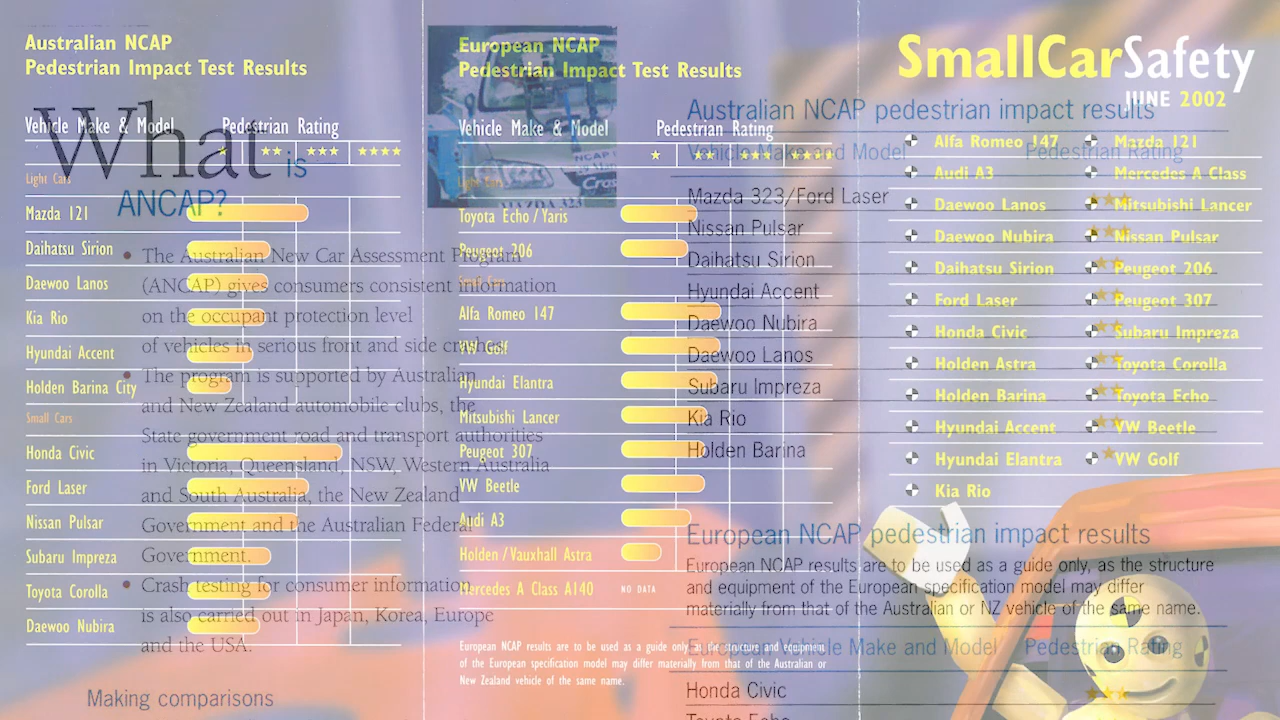 Australian NCAP
Pedestrian Impact Test Results
Vehicle Make & Model Pedestrian Rating
Light Cars
Mazda 121
Daihatsu Sirion
Daewoo Lanos
Kia Rio
Hyundai Accent
Holden Barina City
Small Cars
Honda Civic
Ford Laser
Nissan Pulsar
Subaru Impreza
Toyota Corolla
Daewoo Nubira
What is
ANCAP?
• The Australian New Car Assessment Program
(ANCAP) gives consumers consistent information
on the occupant protection level
of vehicles in serious front and side crashes.
• The program is supported by Australian
and New Zealand automobile clubs, the
State government road and transport authorities
in Victoria, Queensland, NSW, Western Australia
and South Australia, the New Zealand
Government and the Australian Federal
Government.
• Crash testing for consumer information
is also carried out in Japan, Korea, Europe
and the USA.
Making comparisons
European NCAP
Pedestrian Impact Test Results
Vehicle Make & Model Pedestrian Rating
Light Cars
Toyota Echo / Yaris
Peugeot 206
Small Cars
Alfa Romeo 147
VW Golf
Hyundai Elantra
Mitsubishi Lancer
Peugeot 307
VW Beetle
Audi A3
Holden / Vauxhall Astra
Mercedes A Class A140 NO DATA
European NCAP results are to be used as a guide only, as the structure and equipment
of the European specification model may differ materially from that of the Australian or
New Zealand vehicle of the same name.
SmallCarSafety
JUNE 2002
Alfa Romeo 147
Audi A3
Daewoo Lanos
Daewoo Nubira
Daihatsu Sirion
Ford Laser
Honda Civic
Holden Astra
Holden Barina
Hyundai Accent
Hyundai Elantra
Kia Rio
Mazda 121
Mercedes A Class
Mitsubishi Lancer
Nissan Pulsar
Peugeot 206
Peugeot 307
Subaru Impreza
Toyota Corolla
Toyota Echo
VW Beetle
VW Golf
Australian NCAP pedestrian impact results
Vehicle Make and Model Pedestrian Rating
Mazda 323/Ford Laser
Nissan Pulsar
Daihatsu Sirion
Hyundai Accent
Daewoo Nubira
Daewoo Lanos
Subaru Impreza
Kia Rio
Holden Barina
European NCAP pedestrian impact results
European NCAP results are to be used as a guide only, as the structure
and equipment of the European specification model may differ
materially from that of the Australian or NZ vehicle of the same name.
European Vehicle Make and Model Pedestrian Rating
Honda Civic
Toyota Echo